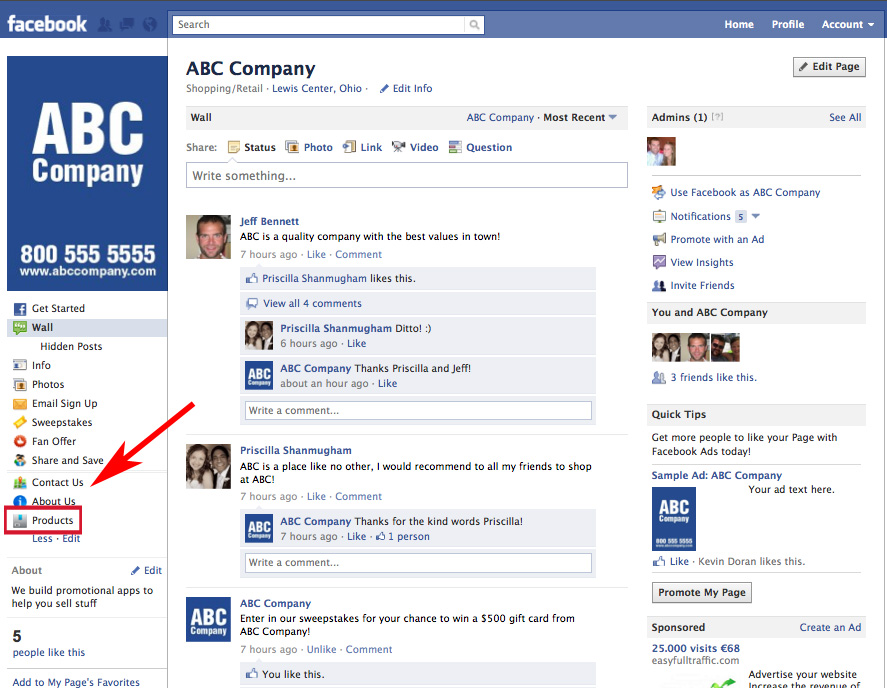 facebook
Search
Home Profile Account
ABC
Company
800 555 5555
www.abccompany.com
Get Started
Wall
Hidden Posts
Info
Photos
Email Sign Up
Sweepstakes
Fan Offer
Share and Save
Contact Us
About Us
Products
Less · Edit
About
Edit
We build promotional apps to
help you sell stuff
5
people like this
Add to My Page's Favorites
ABC Company
Shopping/Retail · Lewis Center, Ohio · Edit Info
Wall
ABC Company · Most Recent
Share: Status Photo Link Video Question
Write something...
Jeff Bennett
ABC is a quality company with the best values in town!
7 hours ago · Like · Comment
Priscilla Shanmugham likes this.
View all 4 comments
Priscilla Shanmugham Ditto! :)
6 hours ago · Like
ABC
Company
ABC Company Thanks Priscilla and Jeff!
about an hour ago · Like
Write a comment...
Priscilla Shanmugham
ABC is a place like no other, I would recommend to all my friends to shop
at ABC!
7 hours ago · Like · Comment
ABC
Company
ABC Company Thanks for the kind words Priscilla!
7 hours ago · Like · 1 person
Write a comment...
ABC
Company
ABC Company
Enter in our sweepstakes for your chance to win a $500 gift card from
ABC Company!
7 hours ago · Unlike · Comment
You like this.
Edit Page
Admins (1) [?]
See All
Use Facebook as ABC Company
Notifications 5
Promote with an Ad
View Insights
Invite Friends
You and ABC Company
3 friends like this.
Quick Tips
Get more people to like your Page with
Facebook Ads today!
Sample Ad: ABC Company
ABC
Company
800 555 5555
Your ad text here.
Like · Kevin Doran likes this.
Promote My Page
Sponsored
Create an Ad
25.000 visits €68
easyfulltraffic.com
Advertise your website
Increase the revenue of